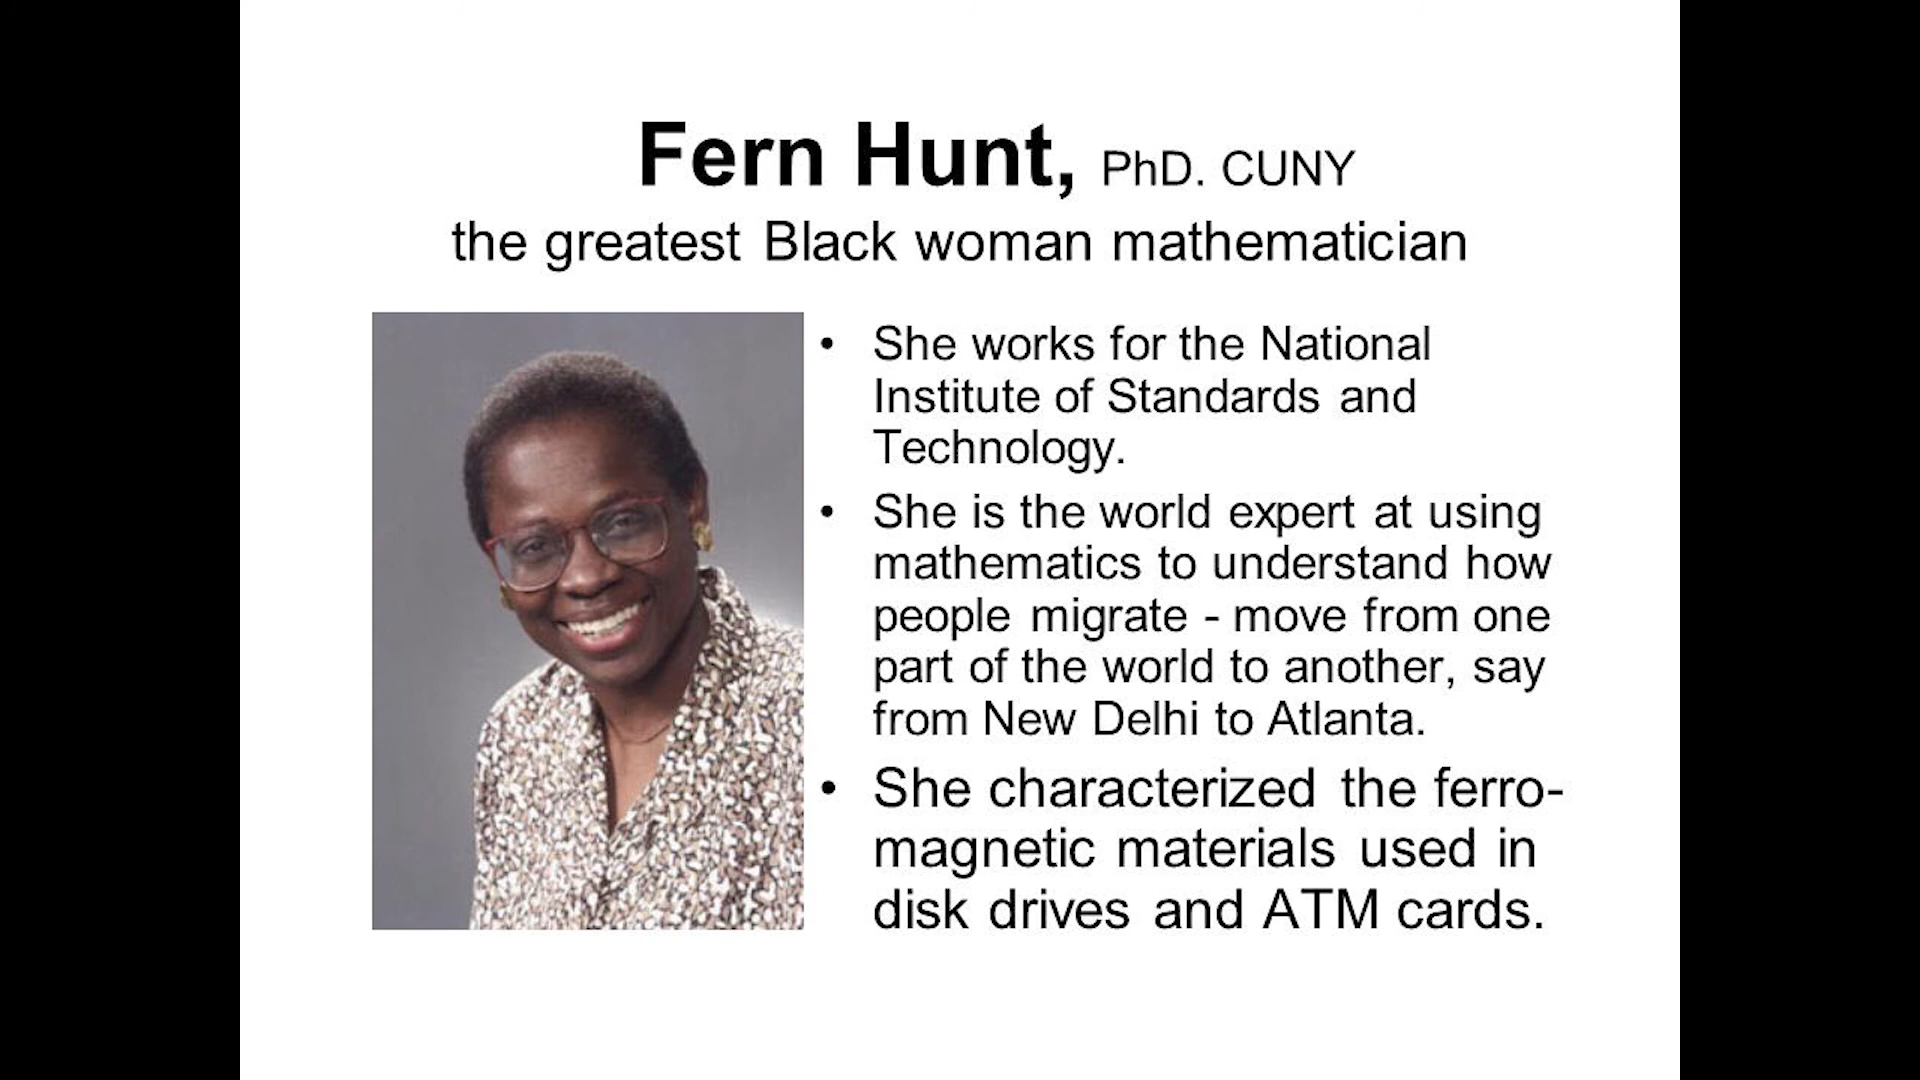 Fern Hunt, PhD. CUNY
the greatest Black woman mathematician
• She works for the National
Institute of Standards and
Technology.
• She is the world expert at using
mathematics to understand how
people migrate - move from one
part of the world to another, say
from New Delhi to Atlanta.
• She characterized the ferro-
magnetic materials used in
disk drives and ATM cards.